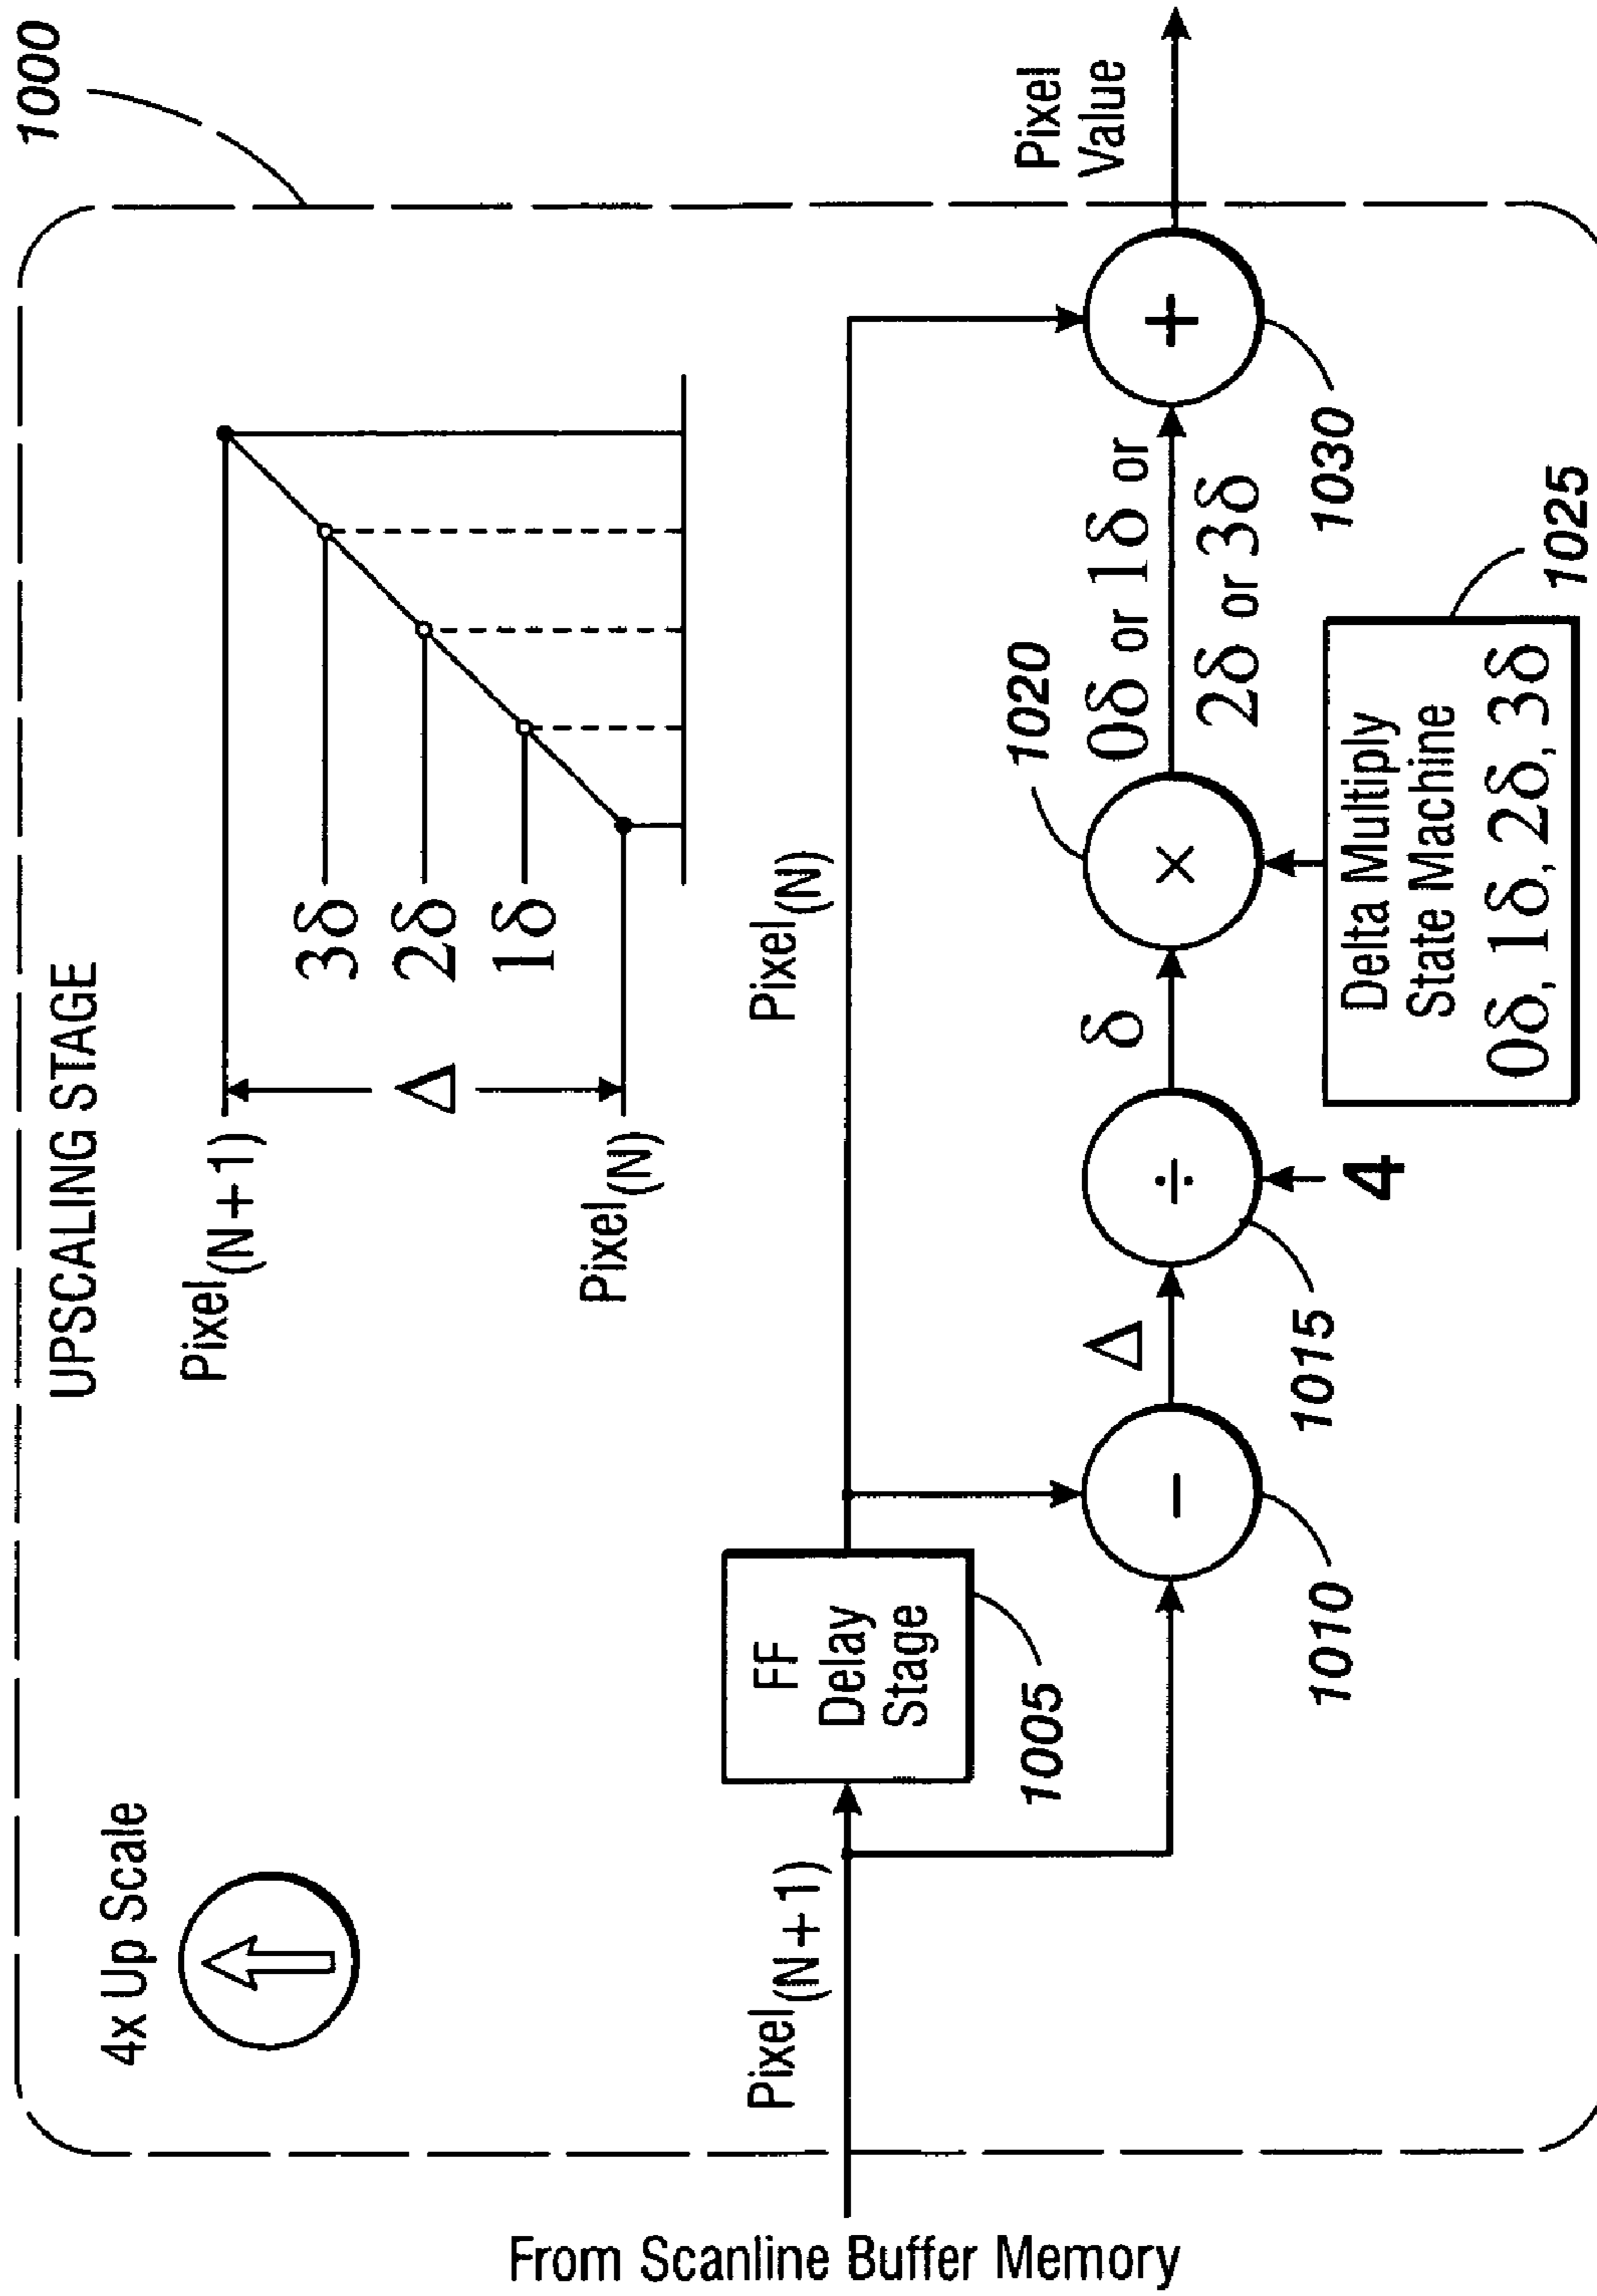 1000
UPSCALING STAGE
4x Up Scale
Pixel(N+1)
Pixel(N)
Δ
3δ
2δ
1δ
From Scanline Buffer Memory
Pixel(N+1)
FF
Delay
Stage
1005
Pixel(N)
−
1010
Δ
÷
1015
4
δ
×
1020
Delta Multiply
State Machine
0δ, 1δ, 2δ, 3δ
1025
0δ or 1δ or
2δ or 3δ
+
1030
Pixel
Value